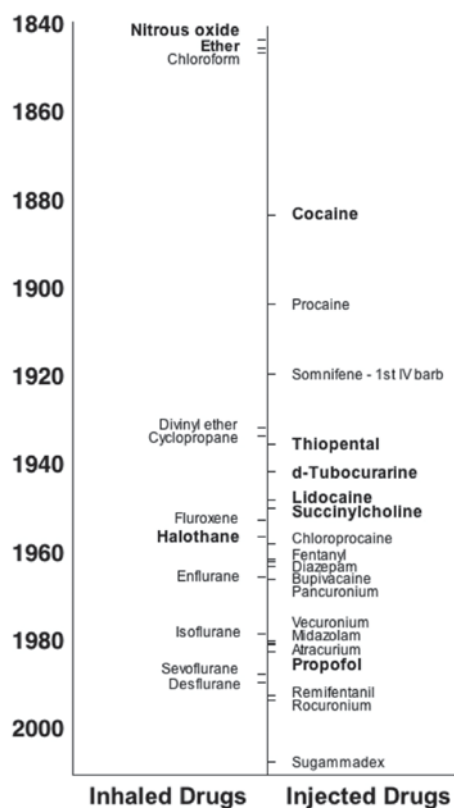 1840
1860
1880
1900
1920
1940
1960
1980
2000
Nitrous oxide
Ether
Chloroform
Divinyl ether
Cyclopropane
Fluroxene
Halothane
Enflurane
Isoflurane
Sevoflurane
Desflurane
Cocaine
Procaine
Somnifene - 1st IV barb
Thiopental
d-Tubocurarine
Lidocaine
Succinylcholine
Chloroprocaine
Fentanyl
Diazepam
Bupivacaine
Pancuronium
Vecuronium
Midazolam
Atracurium
Propofol
Remifentanil
Rocuronium
Sugammadex
Inhaled Drugs
Injected Drugs